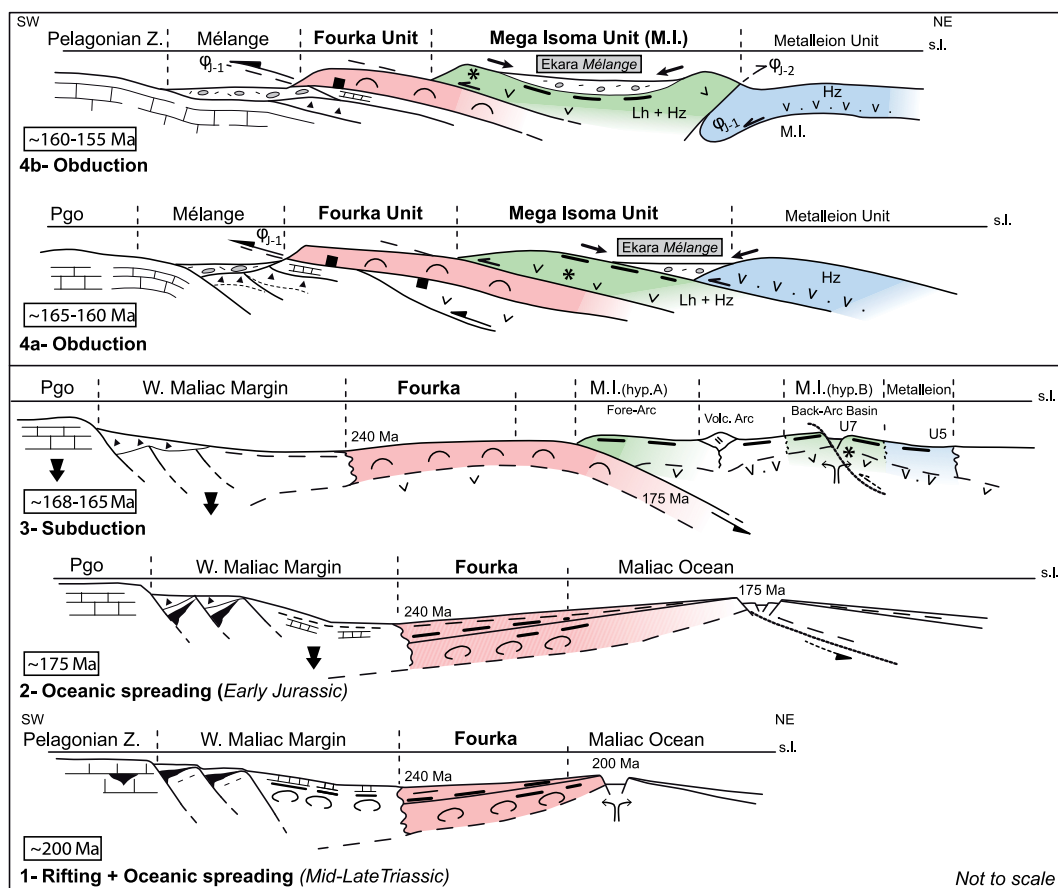 SW NE
Pelagonian Z. Mélange Fourka Unit Mega Isoma Unit (M.I.) Metalleion Unit
s.l.
φJ-1 Ekara Mélange φJ-2
* v v Hz
Lh + Hz v v v v
φJ-1 M.I.
~160-155 Ma
4b- Obduction
Pgo Mélange Fourka Unit Mega Isoma Unit Metalleion Unit
s.l.
φJ-1 Ekara Mélange
Hz
Lh + Hz
~165-160 Ma
4a- Obduction
Pgo W. Maliac Margin Fourka M.I.(hyp.A) M.I.(hyp.B) Metalleion
s.l.
Fore-Arc Volc. Arc Back-Arc Basin
240 Ma U7 U5
175 Ma
~168-165 Ma
3- Subduction
Pgo W. Maliac Margin Fourka Maliac Ocean
s.l.
240 Ma 175 Ma
~175 Ma
2- Oceanic spreading (Early Jurassic)
SW NE
Pelagonian Z. W. Maliac Margin Fourka Maliac Ocean
s.l.
240 Ma 200 Ma
~200 Ma
1- Rifting + Oceanic spreading (Mid-LateTriassic)
Not to scale